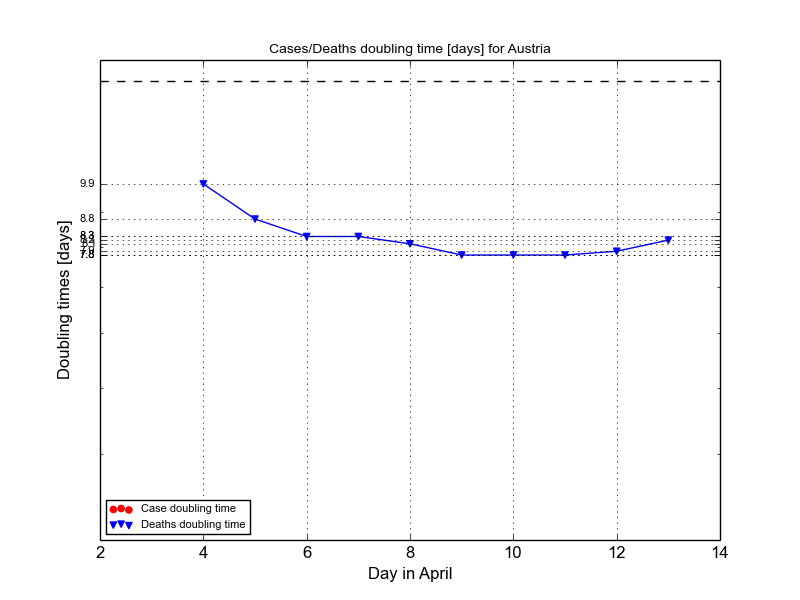 Cases/Deaths doubling time [days] for Austria
9.9
8.8
8.3
7.8
Doubling times [days]
Case doubling time
Deaths doubling time
2 4 6 8 10 12 14
Day in April